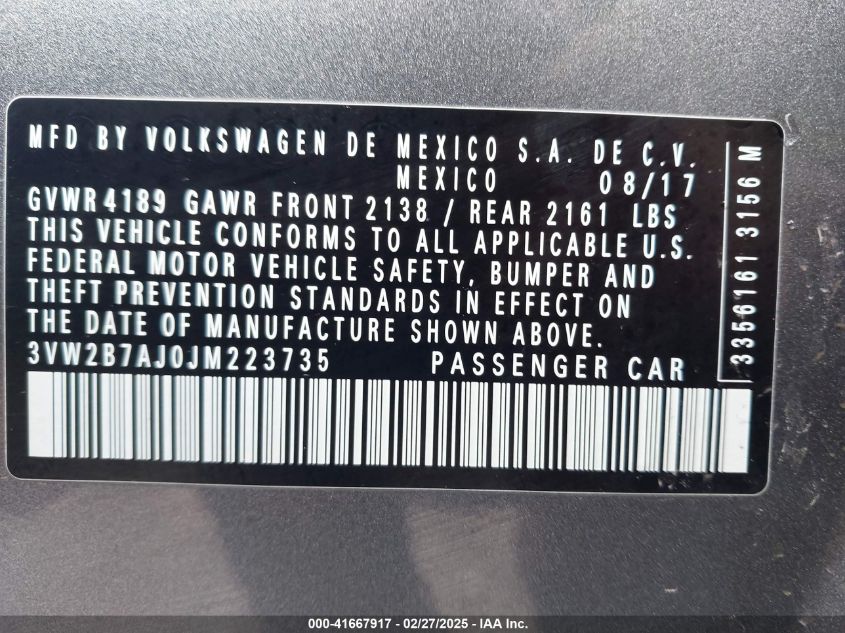 MFD BY VOLKSWAGEN DE MEXICO S.A. DE C.V.
MEXICO 08/17
GVWR 4189 GAWR FRONT 2138 / REAR 2161 LBS
THIS VEHICLE CONFORMS TO ALL APPLICABLE U.S.
FEDERAL MOTOR VEHICLE SAFETY, BUMPER AND
THEFT PREVENTION STANDARDS IN EFFECT ON
THE DATE OF MANUFACTURE SHOWN ABOVE.
3VW2B7AJ0JM223735 PASSENGER CAR
3356161 3156 M
000-41667917 - 02/27/2025 - IAA Inc.